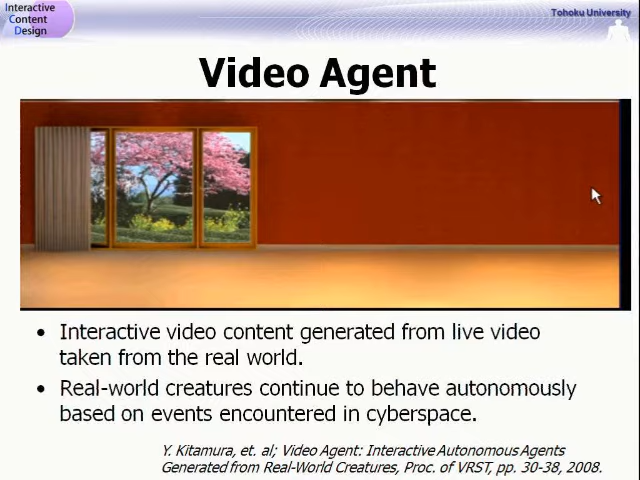 Interactive
Content
Design
Tohoku University
Video Agent
• Interactive video content generated from live video
taken from the real world.
• Real-world creatures continue to behave autonomously
based on events encountered in cyberspace.
Y. Kitamura, et. al; Video Agent: Interactive Autonomous Agents
Generated from Real-World Creatures, Proc. of VRST, pp. 30-38, 2008.